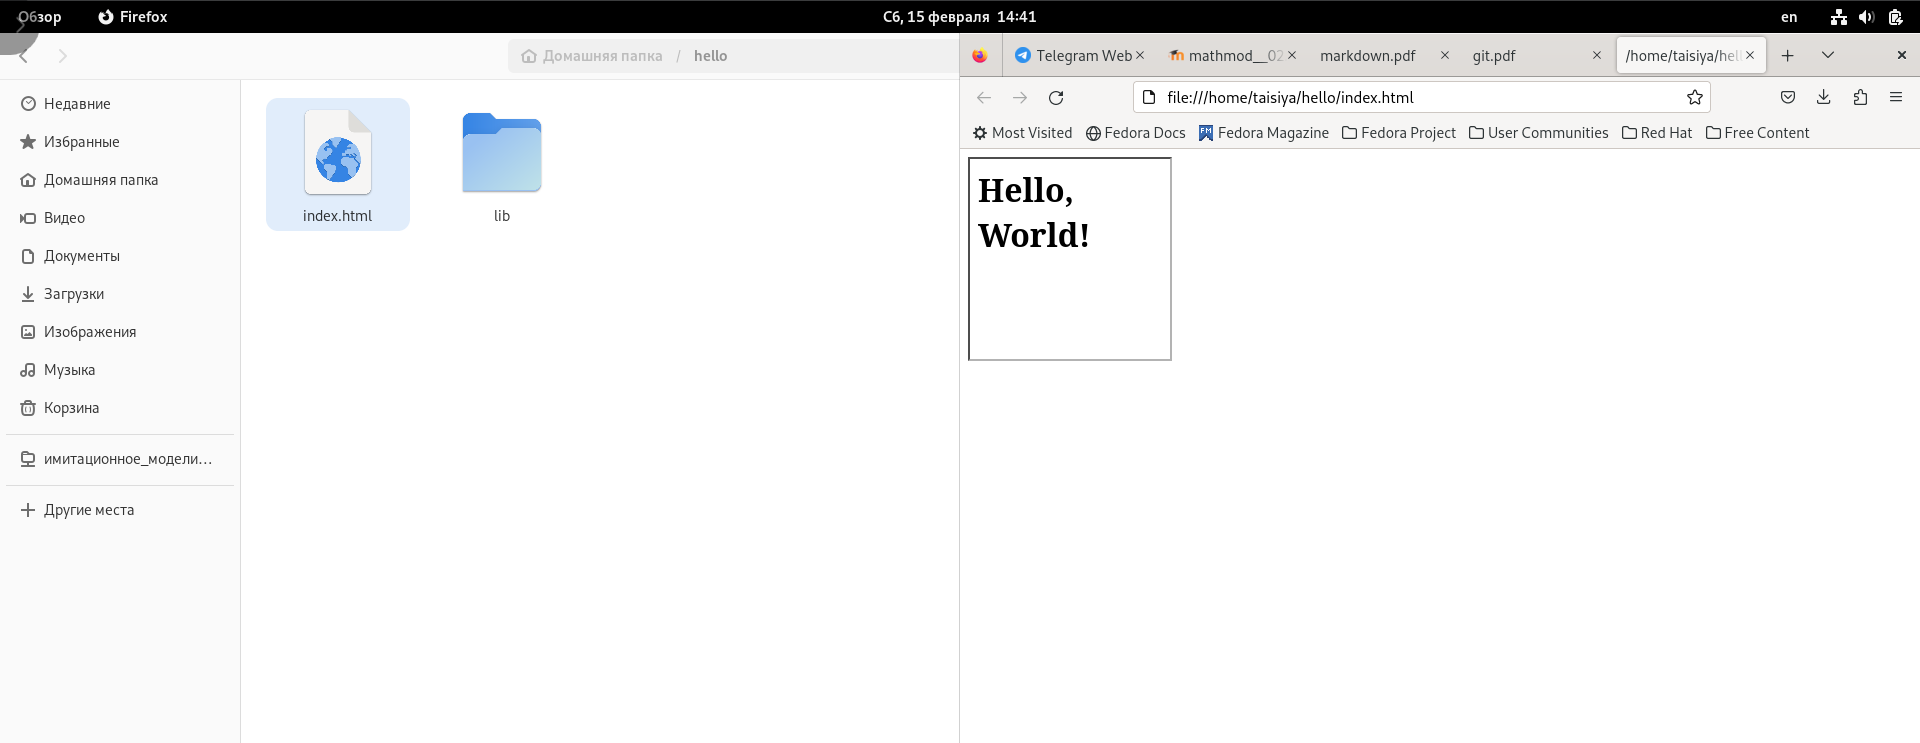 Обзор Firefox Сб, 15 февраля 14:41 en
Домашняя папка / hello
Недавние
Избранные
Домашняя папка
Видео
Документы
Загрузки
Изображения
Музыка
Корзина
имитационное_модели…
Другие места
index.html lib
Telegram Web mathmod__02 markdown.pdf git.pdf /home/taisiya/hell
file:///home/taisiya/hello/index.html
Most Visited Fedora Docs Fedora Magazine Fedora Project User Communities Red Hat Free Content
Hello,
World!